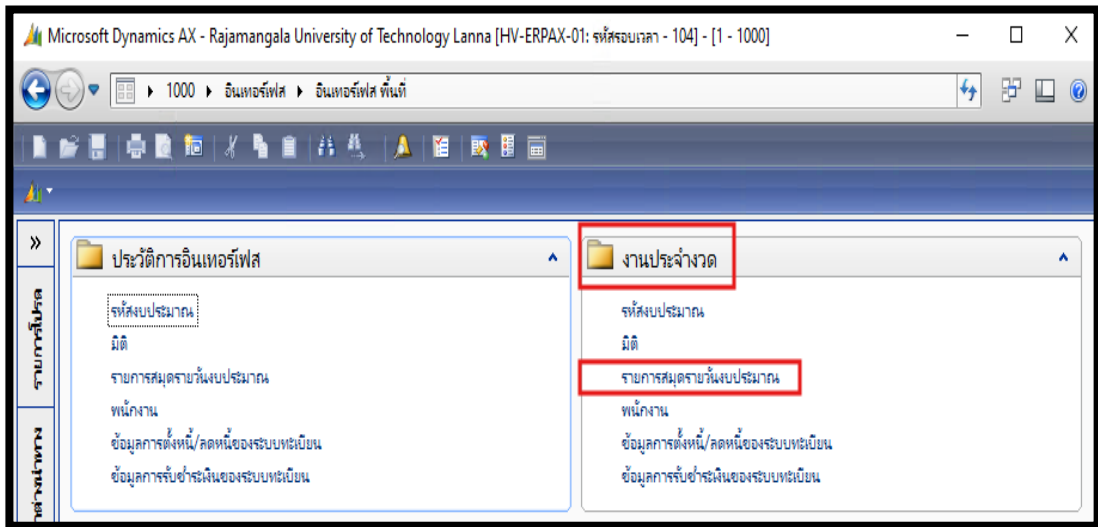 Microsoft Dynamics AX - Rajamangala University of Technology Lanna [HV-ERPAX-01: รหัสรอบเวลา - 104] - [1 - 1000]
1000 อินเทอร์เฟส อินเทอร์เฟส พื้นที่
รายการโปรด
ประวัติการอินเทอร์เฟส
รหัสงบประมาณ
มิติ
รายการสมุดรายวันงบประมาณ
พนักงาน
ข้อมูลการตั้งหนี้/ลดหนี้ของระบบทะเบียน
ข้อมูลการรับชำระเงินของระบบทะเบียน
งานประจำงวด
รหัสงบประมาณ
มิติ
รายการสมุดรายวันงบประมาณ
พนักงาน
ข้อมูลการตั้งหนี้/ลดหนี้ของระบบทะเบียน
ข้อมูลการรับชำระเงินของระบบทะเบียน